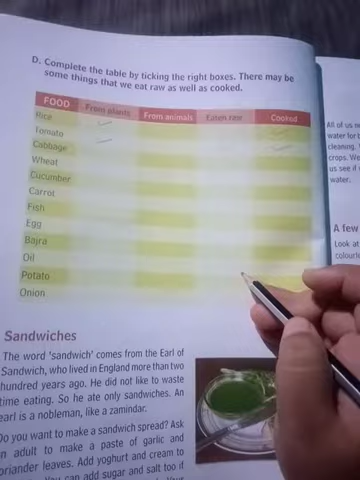 D. Complete the table by ticking the right boxes. There may be
some things that we eat raw as well as cooked.
FOOD From plants From animals Eaten raw Cooked
Rice
Tomato
Cabbage
Wheat
Cucumber
Carrot
Fish
Egg
Bajra
Oil
Potato
Onion
Sandwiches
The word 'sandwich' comes from the Earl of
Sandwich, who lived in England more than two
hundred years ago. He did not like to waste
time eating. So he ate only sandwiches. An
earl is a nobleman, like a zamindar.
Do you want to make a sandwich spread? Ask
an adult to make a paste of garlic and
coriander leaves. Add yoghurt and cream to
You can add sugar and salt too if
All of us
water for
cleaning.
crops. We
us see if
water.
A few
Look at